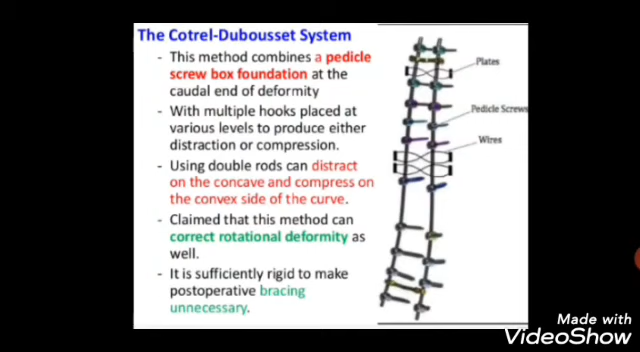 The Cotrel-Dubousset System
- This method combines a pedicle
screw box foundation at the
caudal end of deformity
- With multiple hooks placed at
various levels to produce either
distraction or compression.
- Using double rods can distract
on the concave and compress on
the convex side of the curve.
- Claimed that this method can
correct rotational deformity as
well.
- It is sufficiently rigid to make
postoperative bracing
unnecessary.
Plates
Pedicle Screws
Wires
Made with
VideoShow